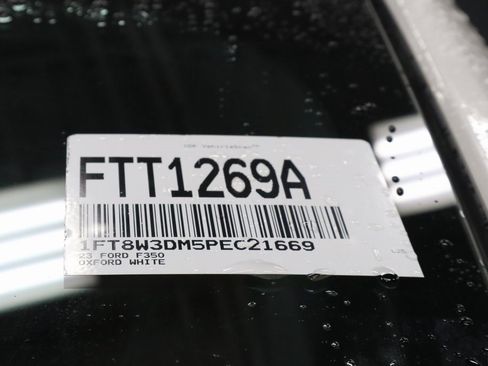 FTT1269A
1FT8W3DM5PEC21669
23 FORD F350
OXFORD WHITE